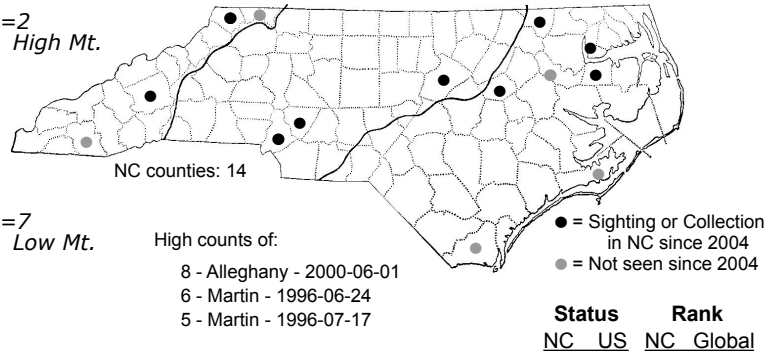 =2
High Mt.
NC counties: 14
=7
Low Mt.
High counts of:
8 - Alleghany - 2000-06-01
6 - Martin - 1996-06-24
5 - Martin - 1996-07-17
● = Sighting or Collection
in NC since 2004
● = Not seen since 2004
Status Rank
NC US NC Global